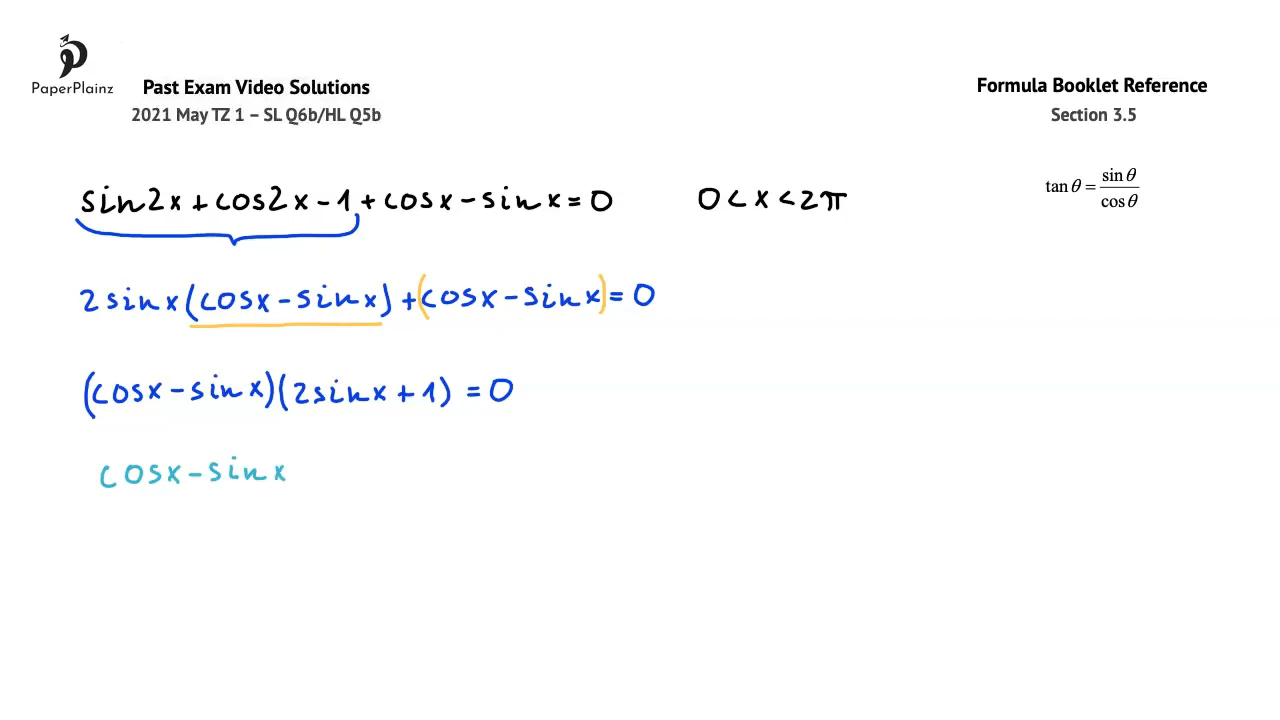 PaperPlainz
Past Exam Video Solutions
2021 May TZ 1 – SL Q6b/HL Q5b
Formula Booklet Reference
Section 3.5
tan θ = sin θ / cos θ
sin2x + cos2x - 1 + cosx - sinx = 0    0 < x < 2π
2sinx(cosx - sinx) + (cosx - sinx) = 0
(cosx - sinx)(2sinx + 1) = 0
cosx - sinx